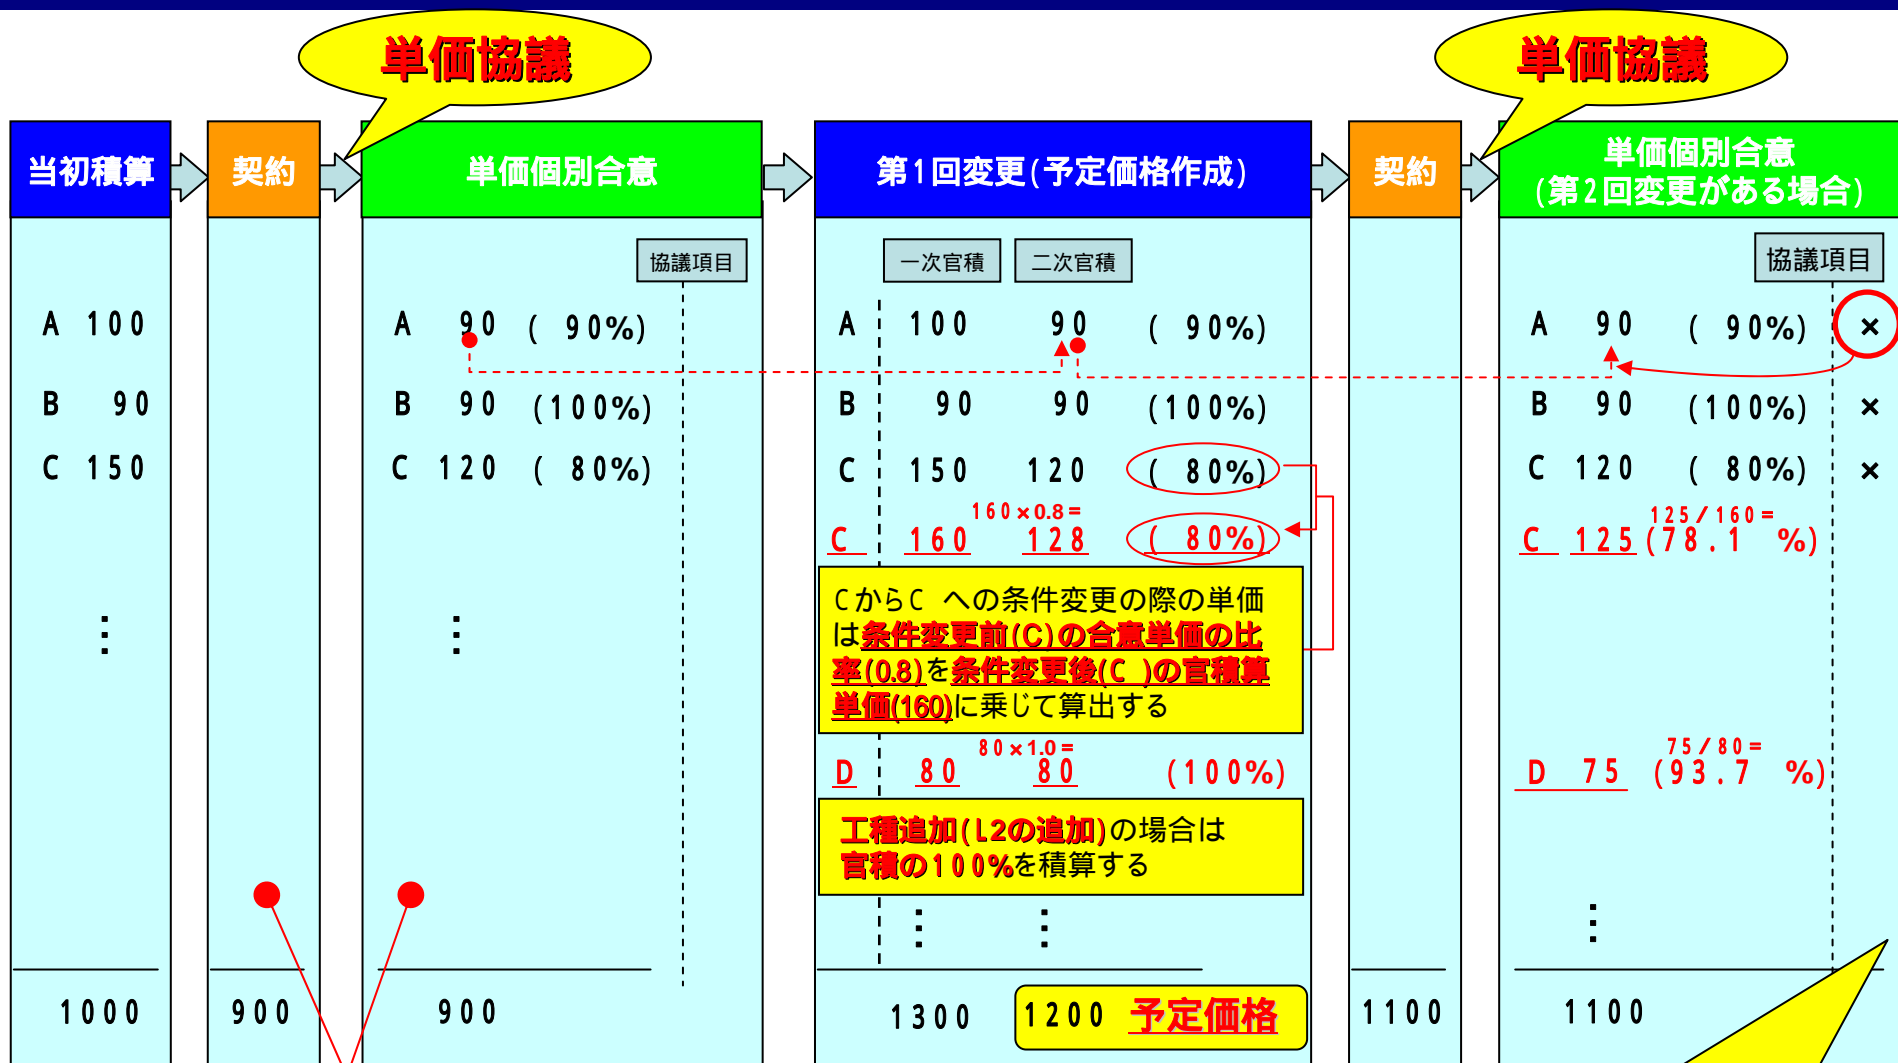 単価協議
単価協議
当初積算
契約
単価個別合意
第1回変更(予定価格作成)
契約
単価個別合意
(第2回変更がある場合)
協議項目
一次官積
二次官積
協議項目
A 100
A 90 ( 90%)
A 100 90 ( 90%)
A 90 ( 90%) ×
B 90
B 90 (100%)
B 90 90 (100%)
B 90 (100%) ×
C 150
C 120 ( 80%)
C 150 120 ( 80%)
C 120 ( 80%) ×
160×0.8=
C 160 128 ( 80%)
125/160=
C 125 (78.1 %)
CからC への条件変更の際の単価
は条件変更前(C)の合意単価の比
率(0.8)を条件変更後(C )の官積算
単価(160)に乗じて算出する
⋮
⋮
80×1.0=
D 80 80 (100%)
75/80=
D 75 (93.7 %)
工種追加(L2の追加)の場合は
官積の100%を積算する
⋮ ⋮
⋮
1000
900
900
1300 1200 予定価格
1100
1100